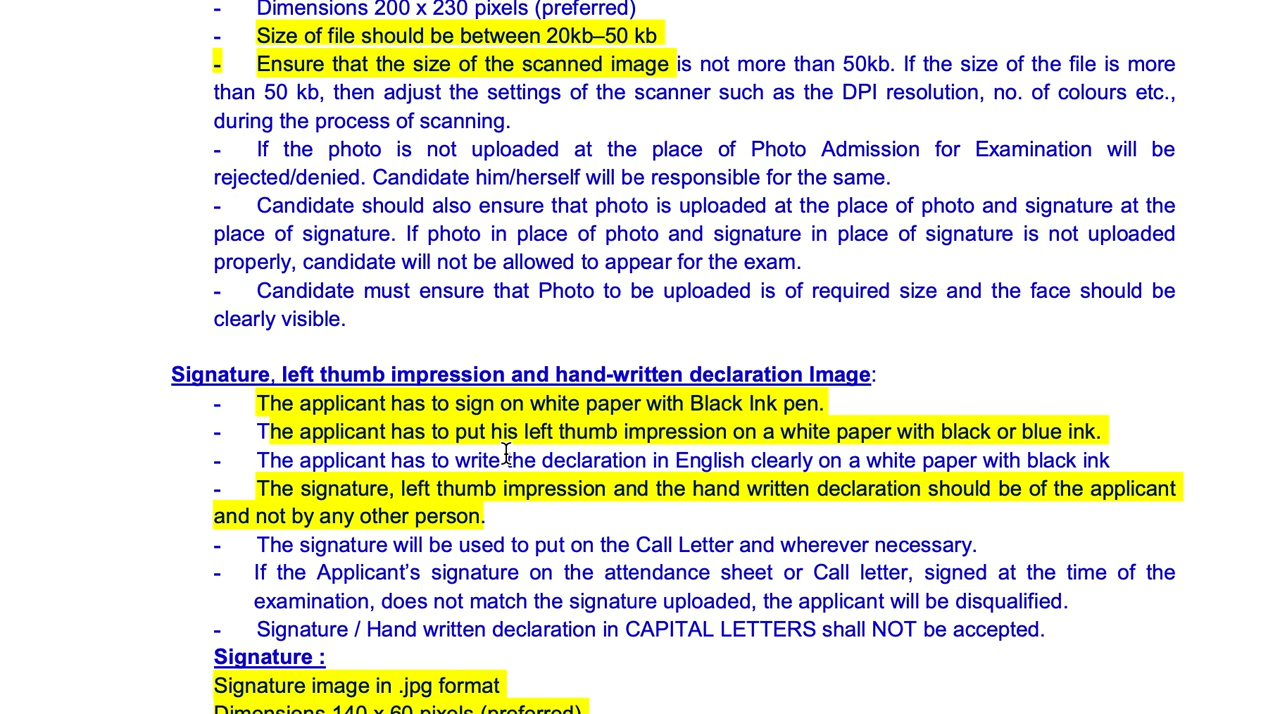 - Dimensions 200 x 230 pixels (preferred)
- Size of file should be between 20kb–50 kb
- Ensure that the size of the scanned image is not more than 50kb. If the size of the file is more
than 50 kb, then adjust the settings of the scanner such as the DPI resolution, no. of colours etc.,
during the process of scanning.
- If the photo is not uploaded at the place of Photo Admission for Examination will be
rejected/denied. Candidate him/herself will be responsible for the same.
- Candidate should also ensure that photo is uploaded at the place of photo and signature at the
place of signature. If photo in place of photo and signature in place of signature is not uploaded
properly, candidate will not be allowed to appear for the exam.
- Candidate must ensure that Photo to be uploaded is of required size and the face should be
clearly visible.
Signature, left thumb impression and hand-written declaration Image:
- The applicant has to sign on white paper with Black Ink pen.
- The applicant has to put his left thumb impression on a white paper with black or blue ink.
- The applicant has to write the declaration in English clearly on a white paper with black ink
- The signature, left thumb impression and the hand written declaration should be of the applicant
and not by any other person.
- The signature will be used to put on the Call Letter and wherever necessary.
- If the Applicant’s signature on the attendance sheet or Call letter, signed at the time of the
examination, does not match the signature uploaded, the applicant will be disqualified.
- Signature / Hand written declaration in CAPITAL LETTERS shall NOT be accepted.
Signature :
Signature image in .jpg format
Dimensions 140 x 60 pixels (preferred)